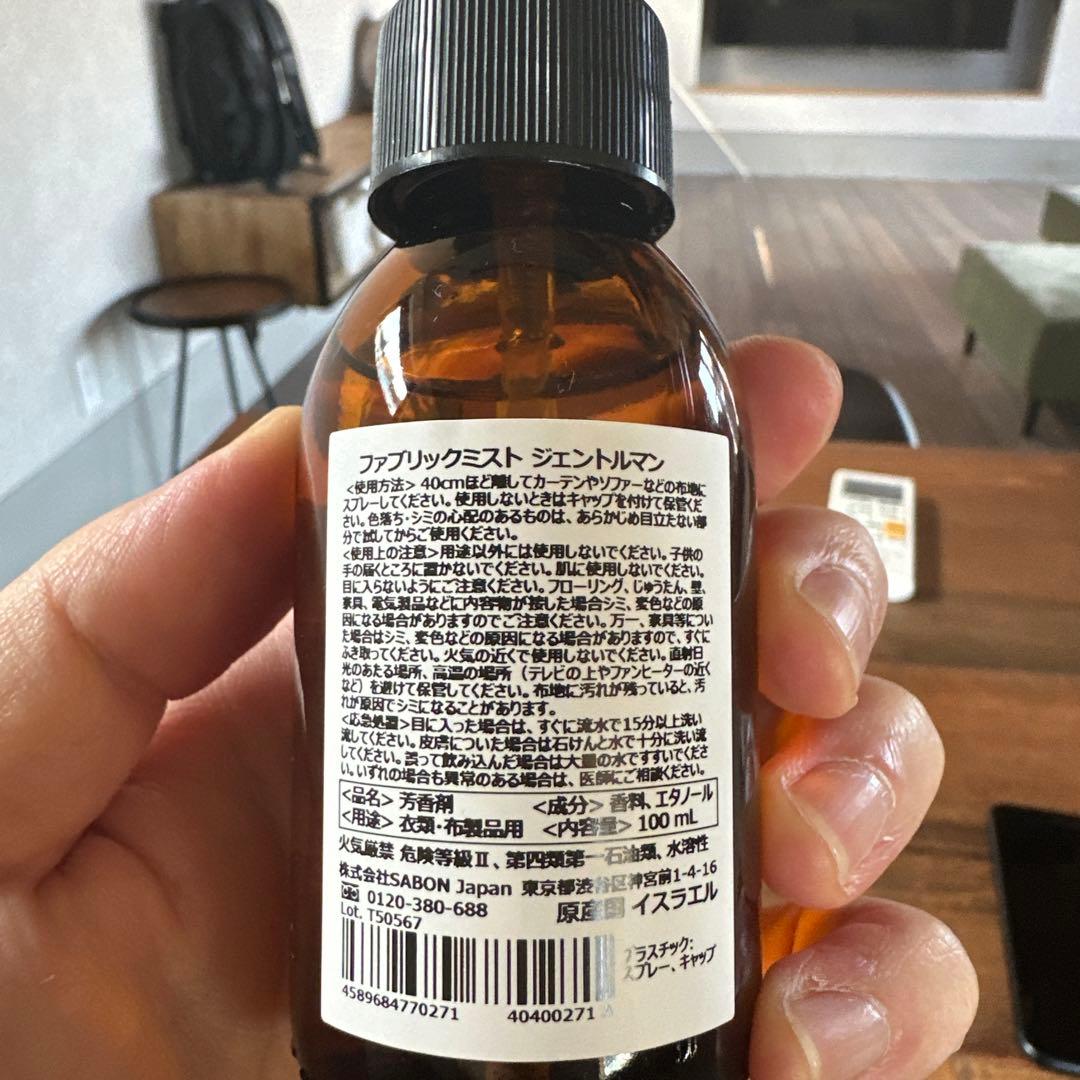 ファブリックミスト ジェントルマン
<使用方法> 40cmほど離してカーテンやソファーなどの布地に
スプレーしてください。使用しないときはキャップを付けて保管くだ
さい。色落ち・シミの心配のあるものは、あらかじめ目立たない部
分で試してからご使用ください。
<使用上の注意>用途以外には使用しないでください。子供の
手の届くところに置かないでください。肌に使用しないでください。
目に入らないようにご注意ください。フローリング、じゅうたん、壁、
家具、電気製品などに内容物が接した場合シミ、変色などの原
因になる場合がありますのでご注意ください。万一、家具等につい
た場合はシミ、変色などの原因になる場合がありますので、すぐに
ふき取ってください。火気の近くで使用しないでください。直射日
光のあたる場所、高温の場所（テレビの上やファンヒーターの近く
など）を避けて保管してください。布地に汚れが残っていると、汚
れが原因でシミになることがあります。
<応急処置>目に入った場合は、すぐに流水で15分以上洗い
流してください。皮膚についた場合は石けんと水で十分に洗い流
してください。誤って飲み込んだ場合は大量の水ですすいでくださ
い。いずれの場合も異常のある場合は、医師にご相談ください。
<品名> 芳香剤 <成分> 香料、エタノール
<用途> 衣類・布製品用 <内容量> 100 mL
火気厳禁 危険等級Ⅱ、第四類第一石油類、水溶性
株式会社SABON Japan 東京都渋谷区神宮前1-4-16
0120-380-688 原産国 イスラエル
Lot. T50567
プラスチック:
スプレー、キャップ
4589684770271 40400271